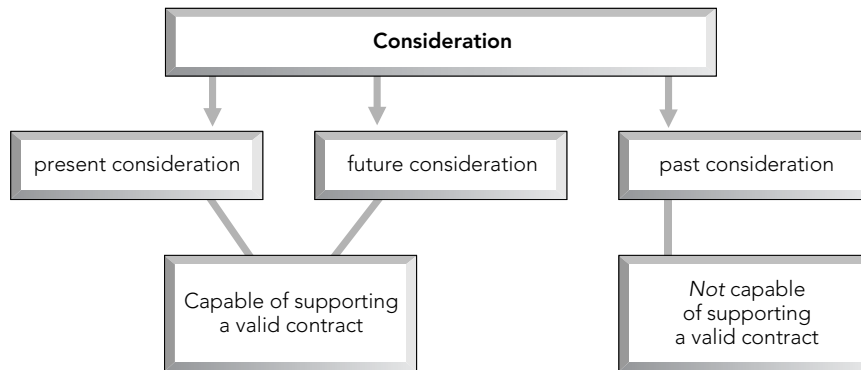 Consideration
present consideration
future consideration
past consideration
Capable of supporting
a valid contract
Not capable
of supporting
a valid contract